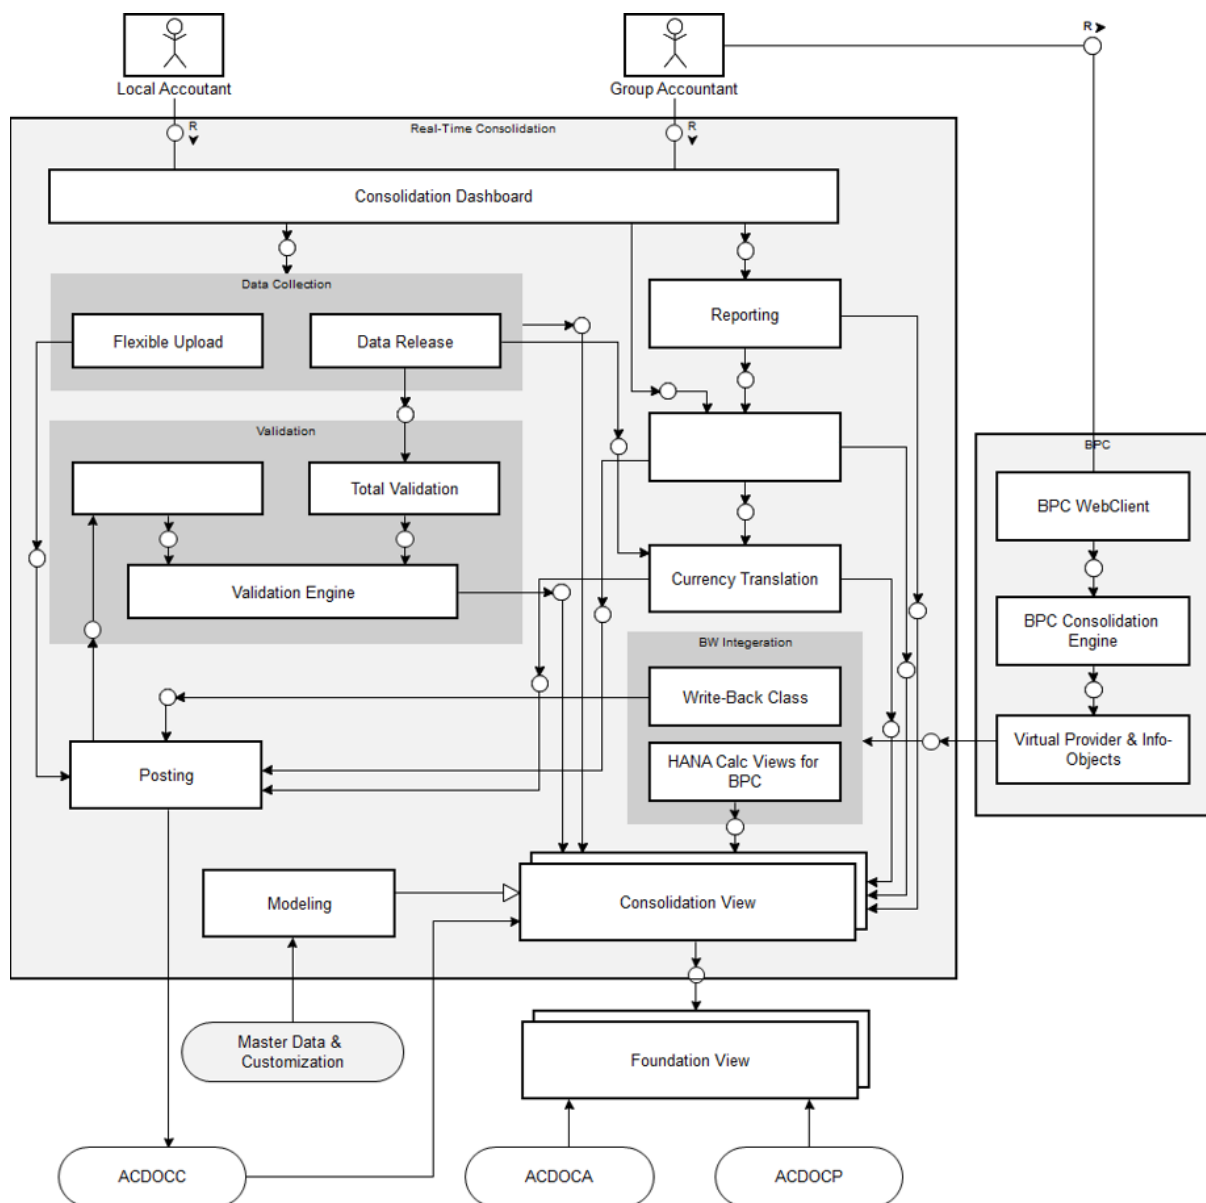 R
Local Accoutant
Group Accountant
R
Real-Time Consolidation
R
Consolidation Dashboard
Data Collection
Flexible Upload
Data Release
Reporting
Validation
BPC
Total Validation
BPC WebClient
Validation Engine
Currency Translation
BPC Consolidation
Engine
BW Integeration
Write-Back Class
Virtual Provider & Info-
Objects
Posting
HANA Calc Views for
BPC
Modeling
Consolidation View
Master Data &
Customization
Foundation View
ACDOCC
ACDOCA
ACDOCP